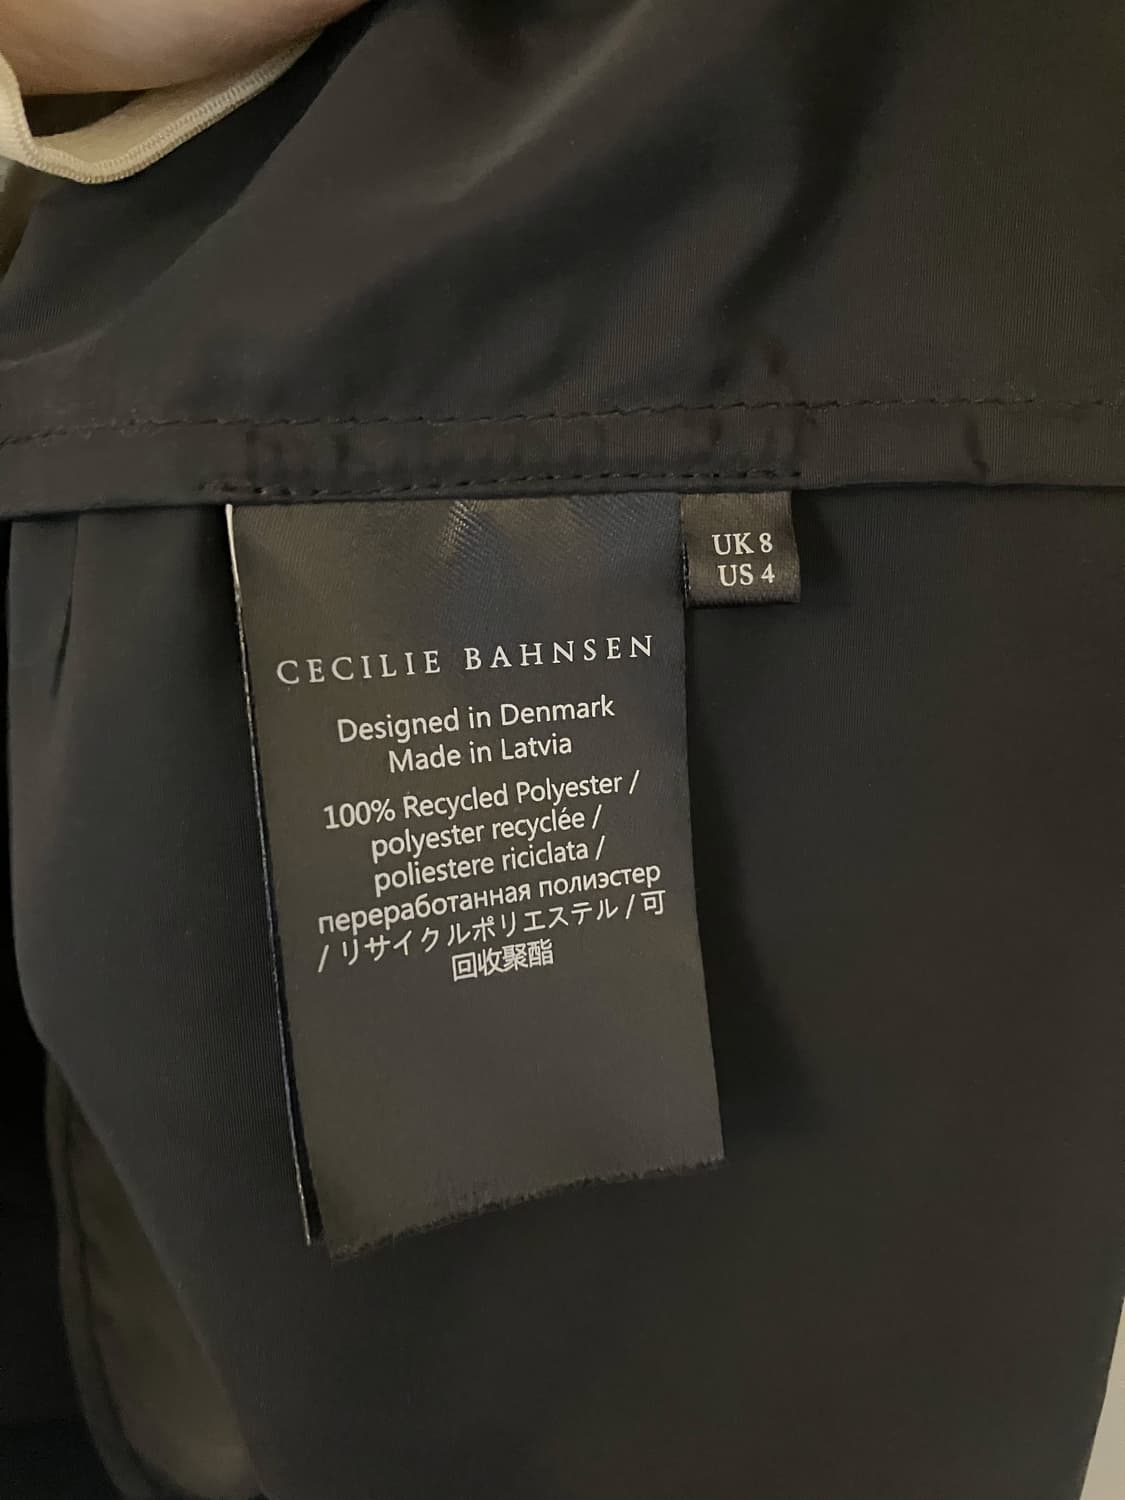 UK 8
US 4
CECILIE BAHNSEN
Designed in Denmark
Made in Latvia
100% Recycled Polyester /
polyester recyclée /
poliestere riciclata /
переработанная полиэстер
/ リサイクルポリエステル / 可
回收聚酯